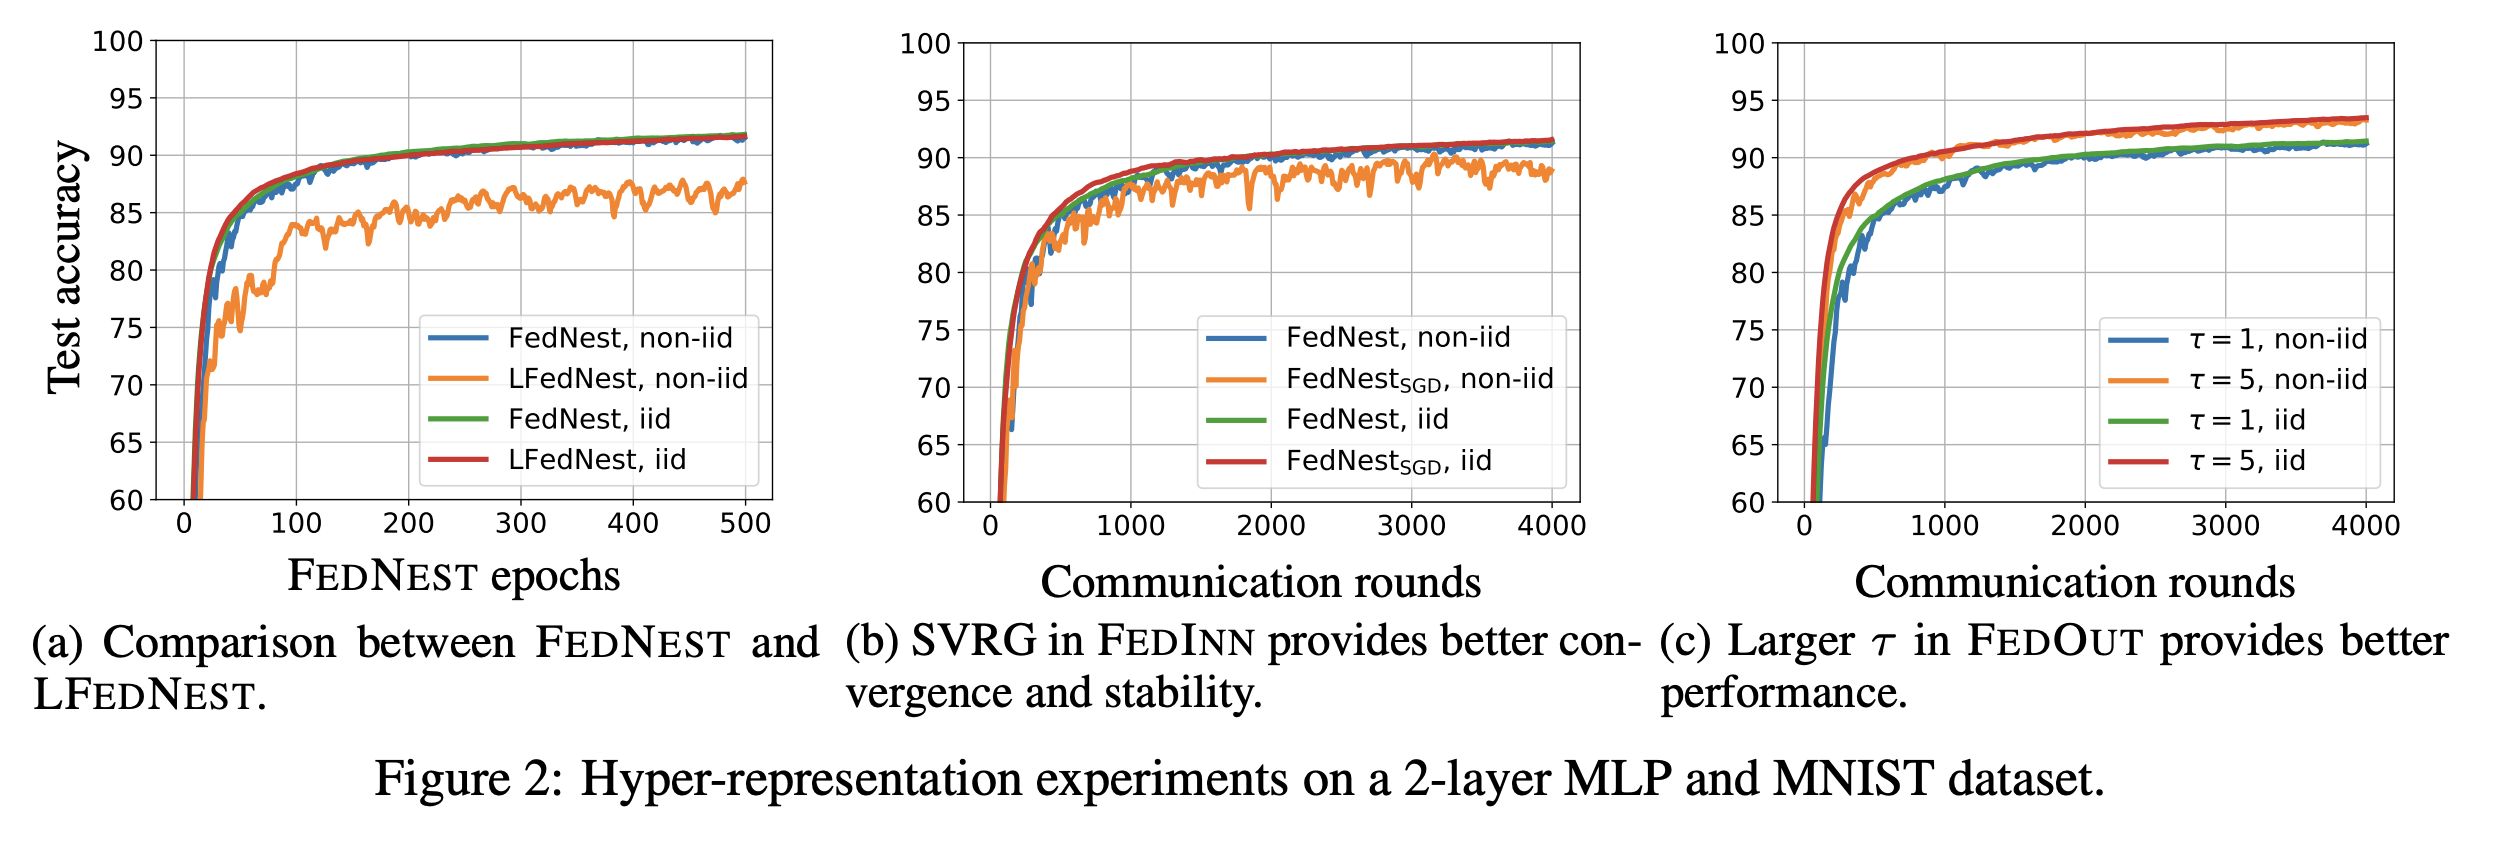 Test accuracy
100
95
90
85
80
75
70
65
60
0 100 200 300 400 500
FedNest, non-iid
LFedNest, non-iid
FedNest, iid
LFedNest, iid
FEDNEST epochs
(a) Comparison between FEDNEST and
LFEDNEST.
100
95
90
85
80
75
70
65
60
0 1000 2000 3000 4000
FedNest, non-iid
FedNest_SGD, non-iid
FedNest, iid
FedNest_SGD, iid
Communication rounds
(b) SVRG in FEDINN provides better con-
vergence and stability.
100
95
90
85
80
75
70
65
60
0 1000 2000 3000 4000
τ = 1, non-iid
τ = 5, non-iid
τ = 1, iid
τ = 5, iid
Communication rounds
(c) Larger τ in FEDOUT provides better
performance.
Figure 2: Hyper-representation experiments on a 2-layer MLP and MNIST dataset.